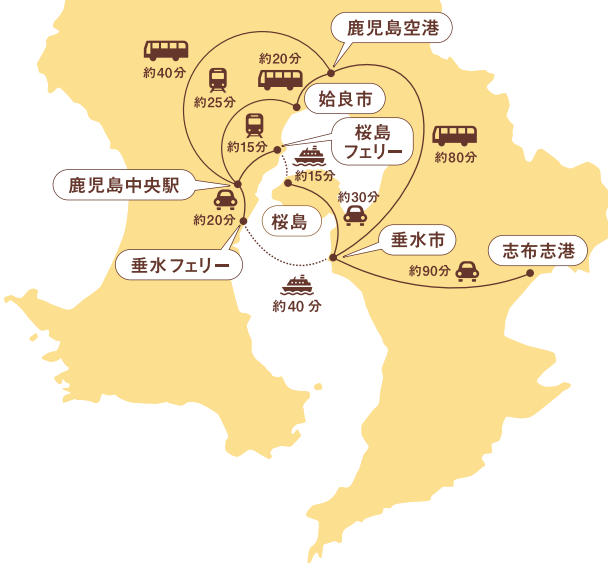 鹿児島空港
約40分
約20分
約25分
姶良市
桜島
フェリー
約15分
約80分
約15分
鹿児島中央駅
約30分
約20分
桜島
垂水市
志布志港
垂水フェリー
約90分
約40分